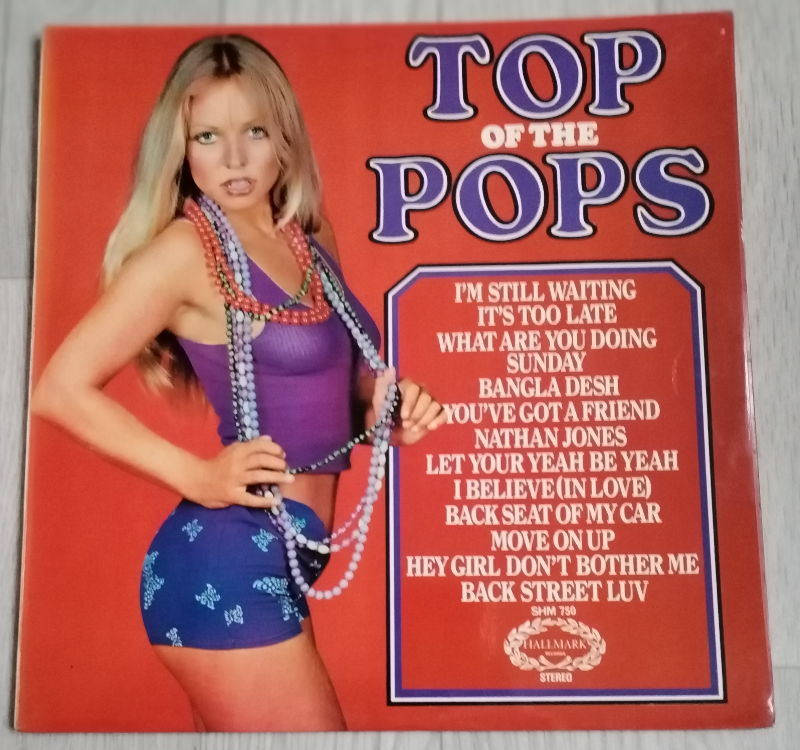 TOP
OF THE
POPS
I'M STILL WAITING
IT'S TOO LATE
WHAT ARE YOU DOING
SUNDAY
BANGLA DESH
YOU'VE GOT A FRIEND
NATHAN JONES
LET YOUR YEAH BE YEAH
I BELIEVE (IN LOVE)
BACK SEAT OF MY CAR
MOVE ON UP
HEY GIRL DON'T BOTHER ME
BACK STREET LUV
SHM 750
HALLMARK
RECORDS
STEREO